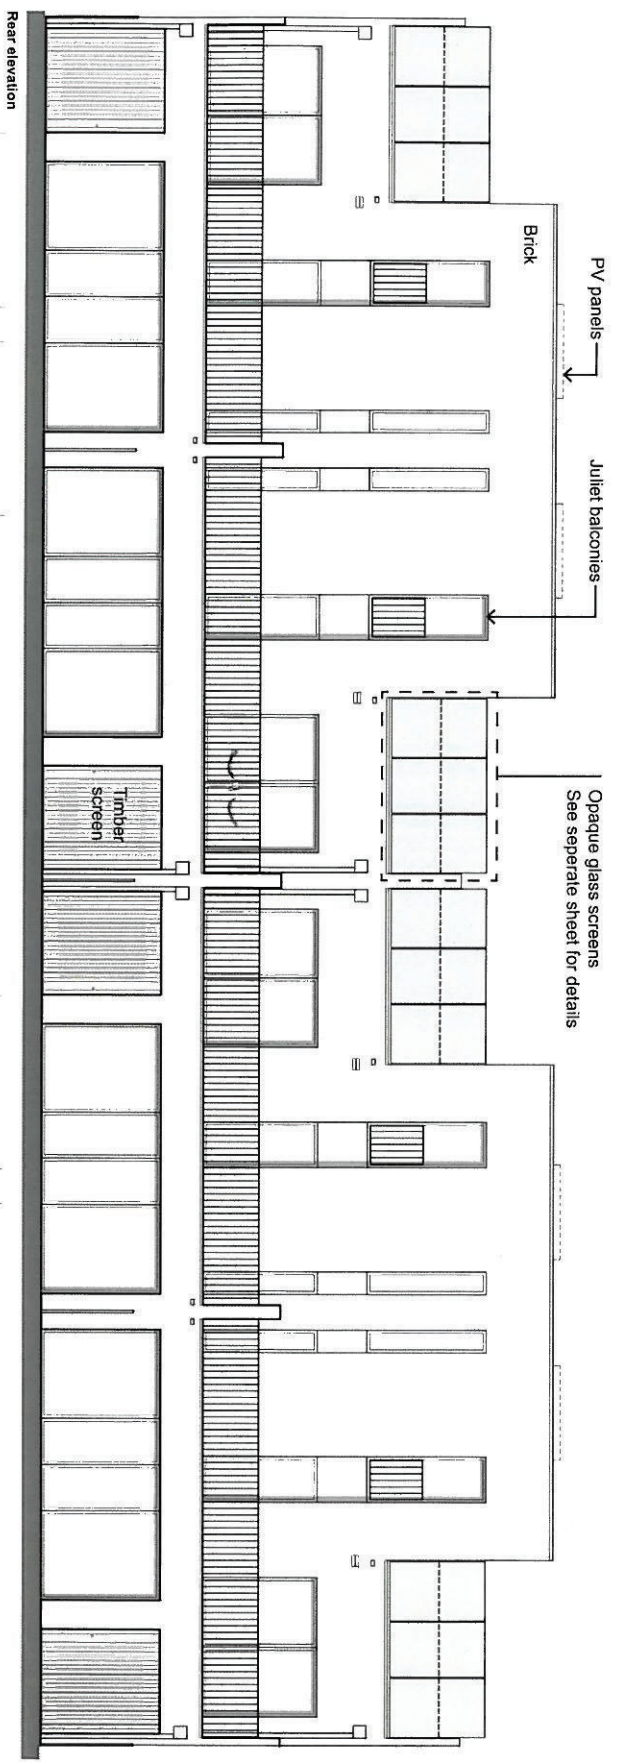 PV panels
Juliet balconies
Opaque glass screens
See seperate sheet for details
Brick
Timber
screen
Rear elevation